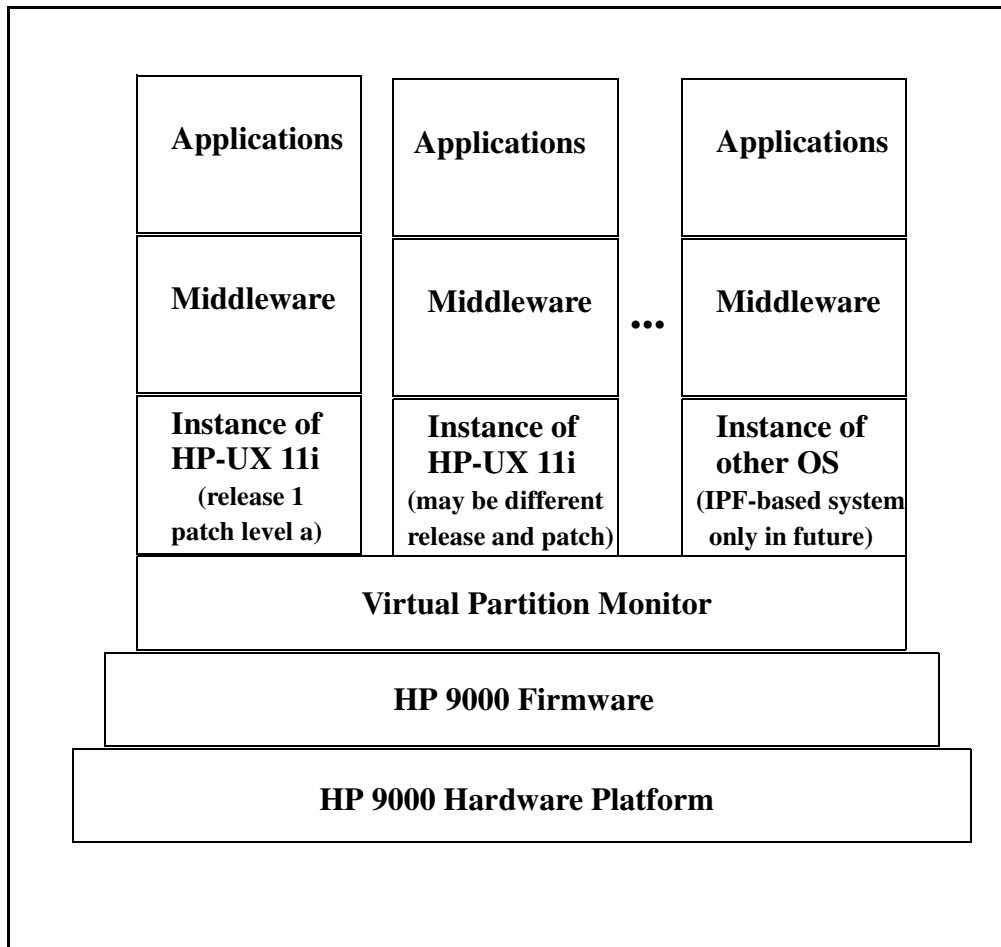 Applications
Applications
Applications
Middleware
Middleware
...
Middleware
Instance of
HP-UX 11i
(release 1
patch level a)
Instance of
HP-UX 11i
(may be different
release and patch)
Instance of
other OS
(IPF-based system
only in future)
Virtual Partition Monitor
HP 9000 Firmware
HP 9000 Hardware Platform